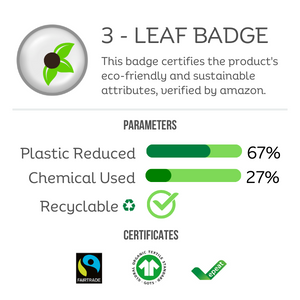 3 - LEAF BADGE
This badge certifies the product's
eco-friendly and sustainable
attributes, verified by amazon.
PARAMETERS
Plastic Reduced 67%
Chemical Used 27%
Recyclable
CERTIFICATES
FAIRTRADE
GLOBAL ORGANIC TEXTILE STANDARD
GOTS
epeat